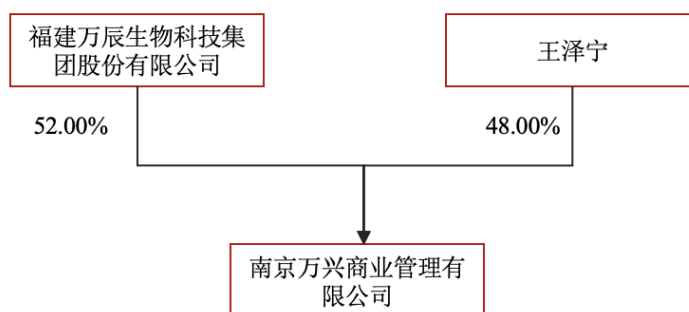 福建万辰生物科技集
团股份有限公司
王泽宁
52.00%
48.00%
南京万兴商业管理有
限公司